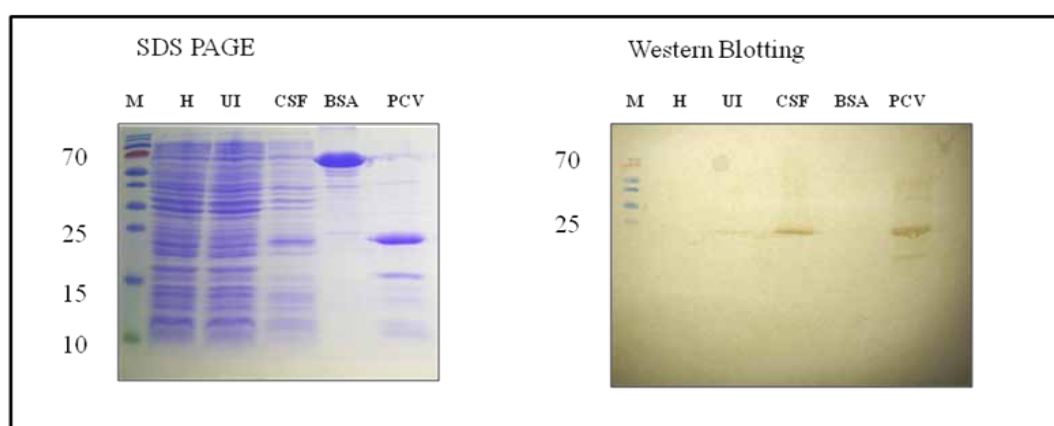 SDS PAGE
M H UI CSF BSA PCV
70
25
15
10
Western Blotting
M H UI CSF BSA PCV
70
25